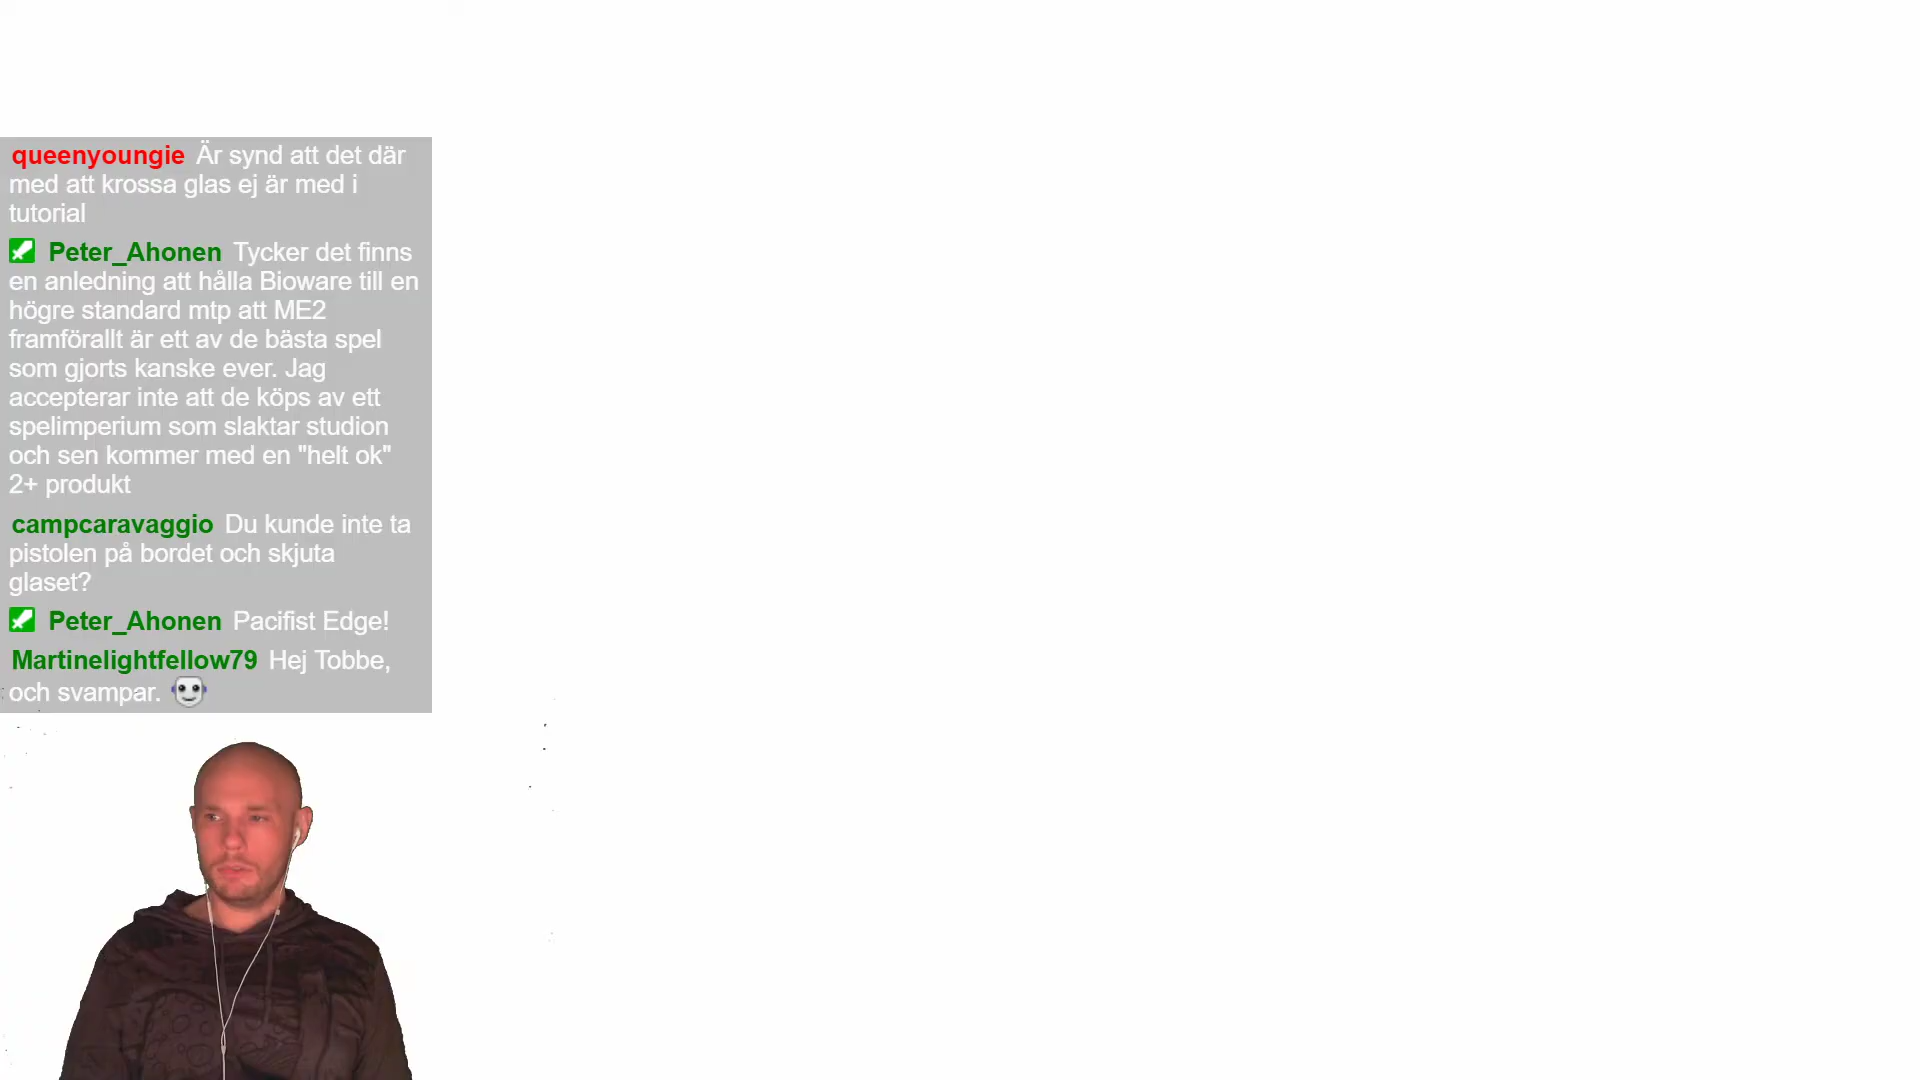 queenyoungie Är synd att det där
med att krossa glas ej är med i
tutorial
Peter_Ahonen Tycker det finns
en anledning att hålla Bioware till en
högre standard mtp att ME2
framförallt är ett av de bästa spel
som gjorts kanske ever. Jag
accepterar inte att de köps av ett
spelimperium som slaktar studion
och sen kommer med en "helt ok"
2+ produkt
campcaravaggio Du kunde inte ta
pistolen på bordet och skjuta
glaset?
Peter_Ahonen Pacifist Edge!
Martinelightfellow79 Hej Tobbe,
och svampar.